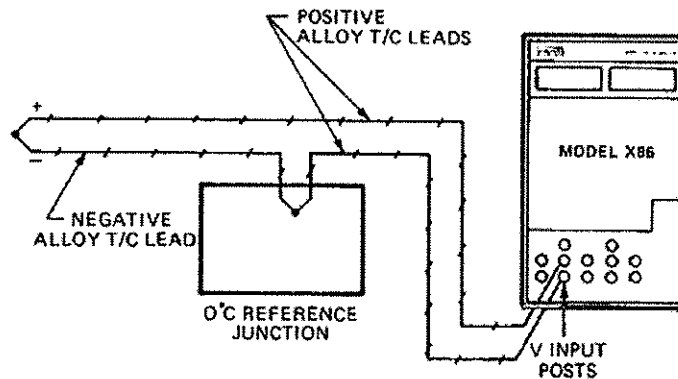 POSITIVE
ALLOY T/C LEADS
+
MODEL X86
−
NEGATIVE
ALLOY T/C LEAD
0°C REFERENCE
JUNCTION
V INPUT
POSTS